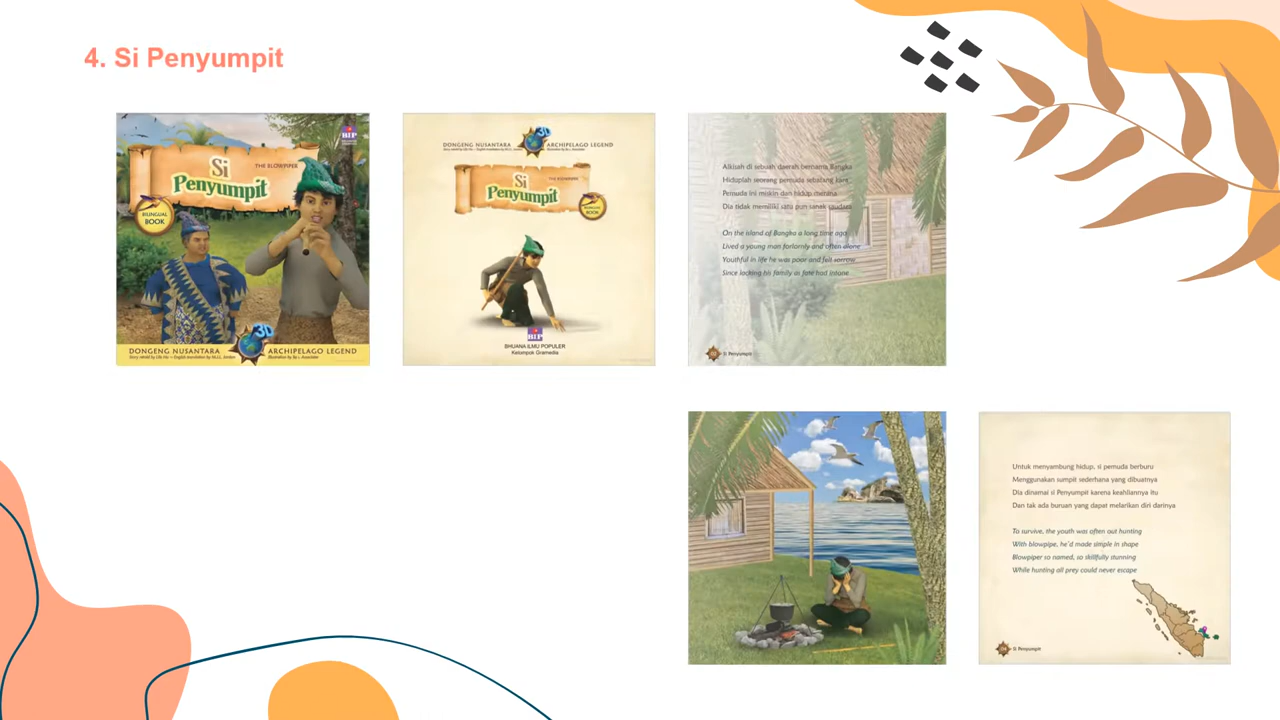 4. Si Penyumpit
BIP
Si
THE BLOWPIPER
Penyumpit
BILINGUAL
BOOK
3D
DONGENG NUSANTARA
ARCHIPELAGO LEGEND
DONGENG NUSANTARA
3D
ARCHIPELAGO LEGEND
Si
Penyumpit
BILINGUAL
BOOK
BIP
BHUANA ILMU POPULER
Kelompok Gramedia
Alkisah di sebuah daerah bernama Bangka
Hiduplah seorang pemuda sebatang kara
Pemuda ini miskin dan hidup merana
Dia tidak memiliki satu pun sanak saudara
On the island of Bangka a long time ago
Lived a young man forlornly and often alone
Youthful in life he was poor and felt sorrow
Since lacking his family as fate had intone
Si Penyumpit
Untuk menyambung hidup, si pemuda berburu
Menggunakan sumpit sederhana yang dibuatnya
Dia dinamai si Penyumpit karena keahliannya itu
Dan tak ada buruan yang dapat melarikan diri darinya
To survive, the youth was often out hunting
With blowpipe, he'd made simple in shape
Blowpiper so named, so skillfully stunning
While hunting all prey could never escape
Si Penyumpit